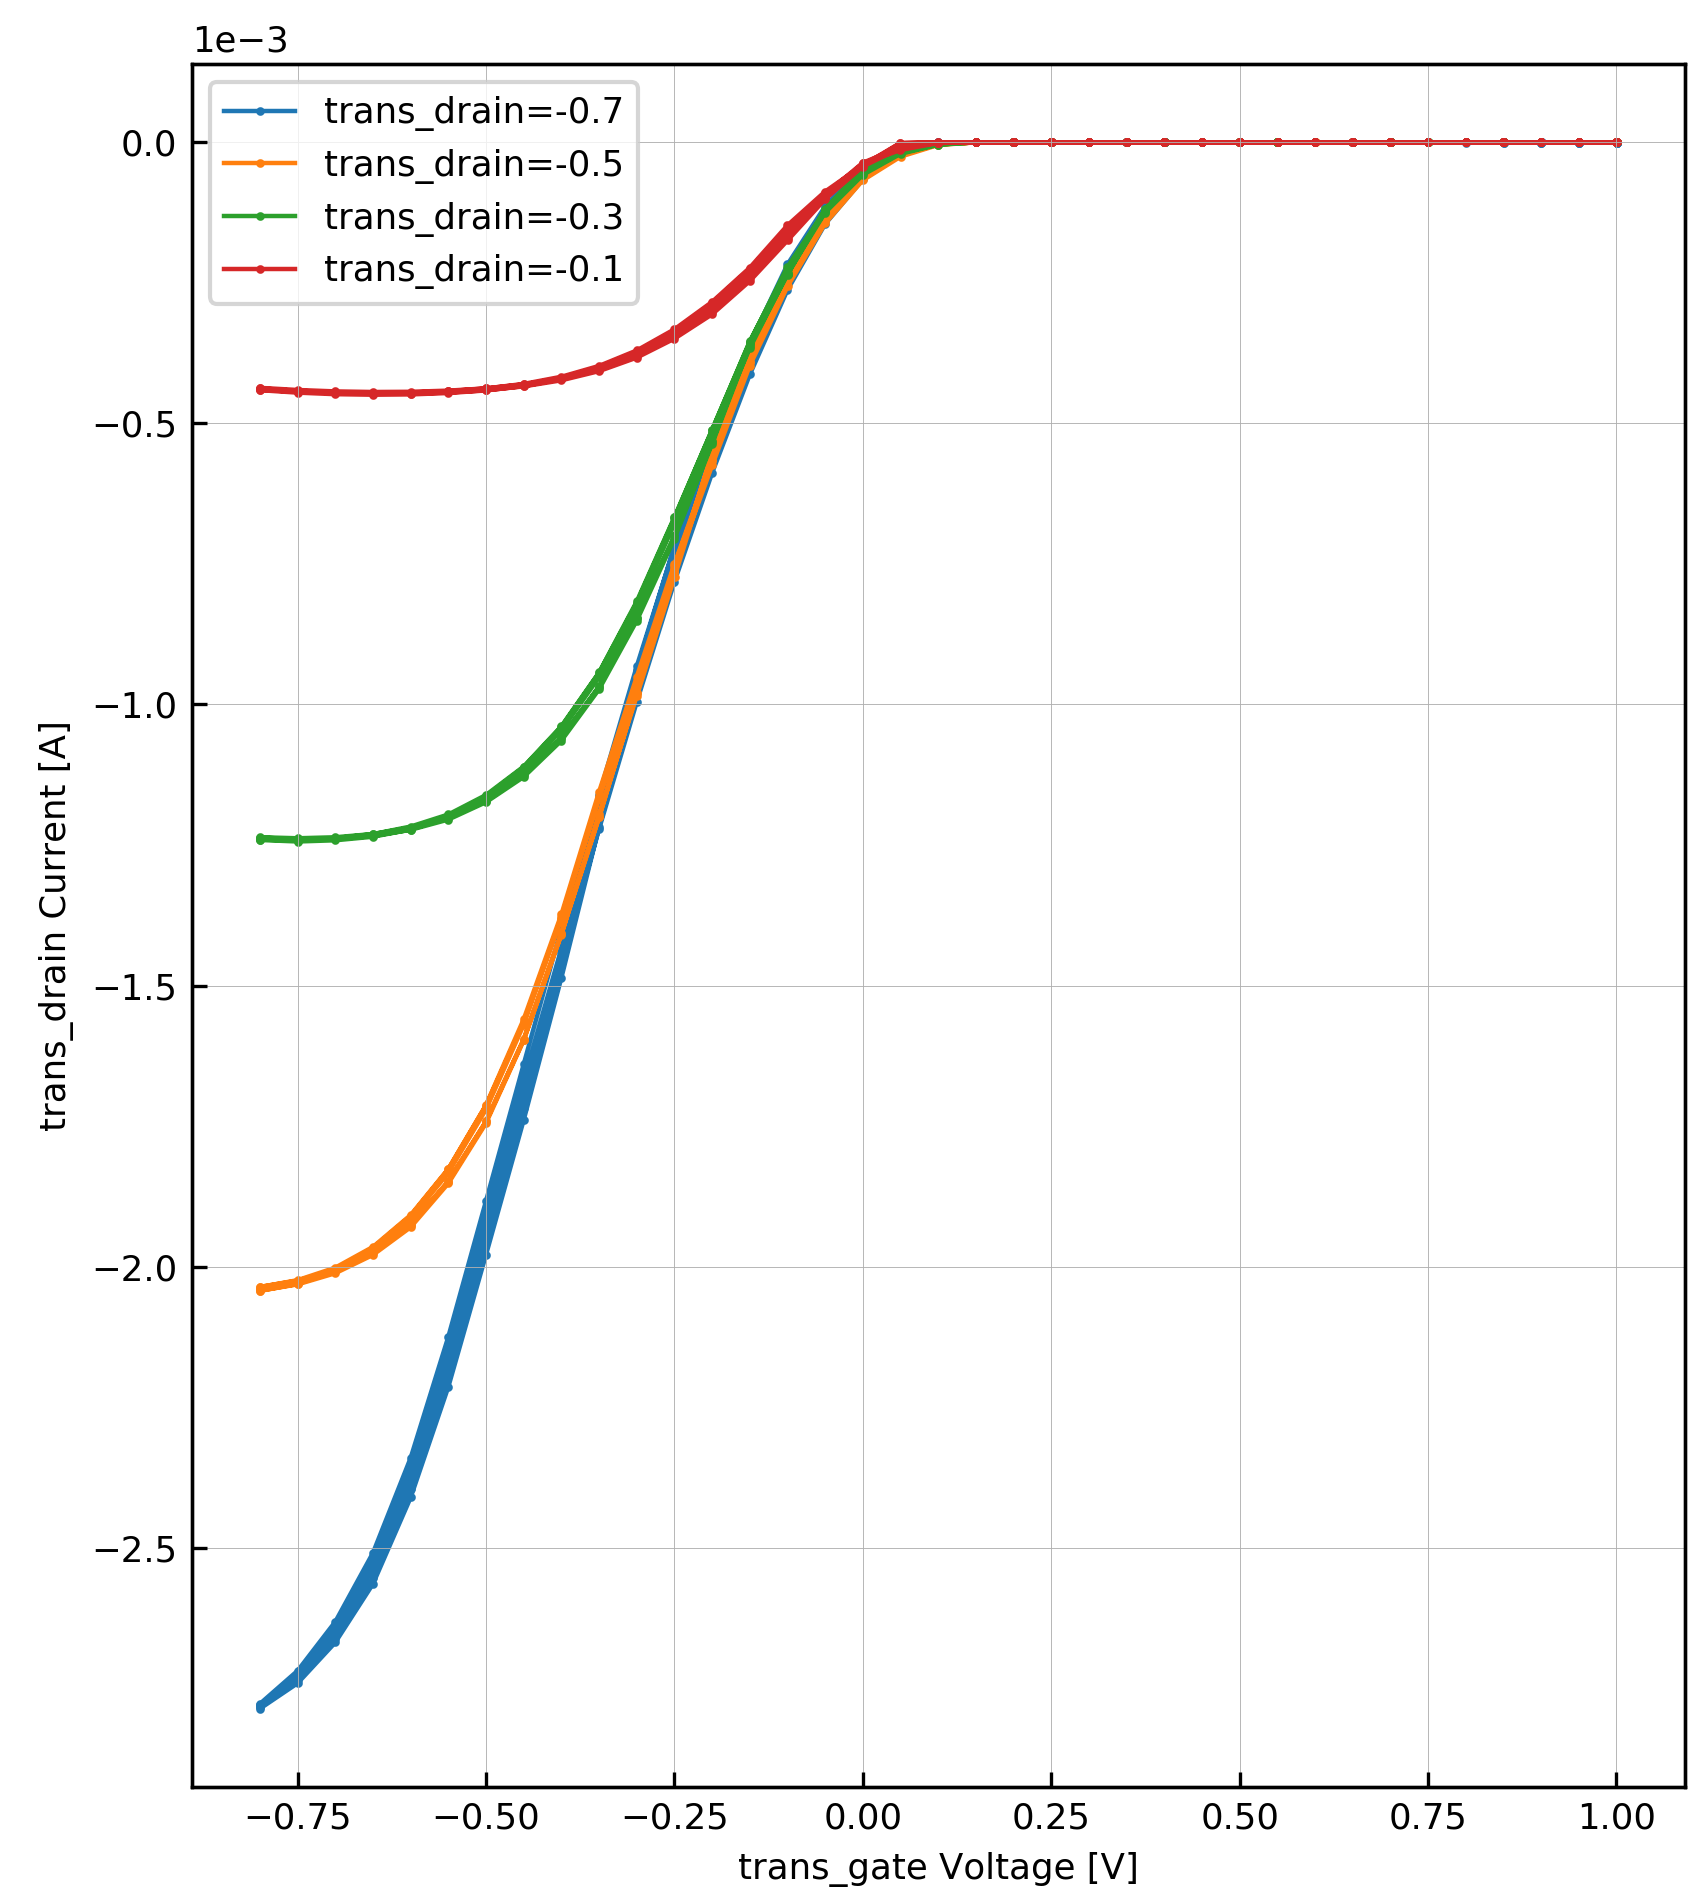 1e−3
trans_drain=-0.7
trans_drain=-0.5
trans_drain=-0.3
trans_drain=-0.1
0.0
−0.5
−1.0
−1.5
−2.0
−2.5
trans_drain Current [A]
−0.75 −0.50 −0.25 0.00 0.25 0.50 0.75 1.00
trans_gate Voltage [V]